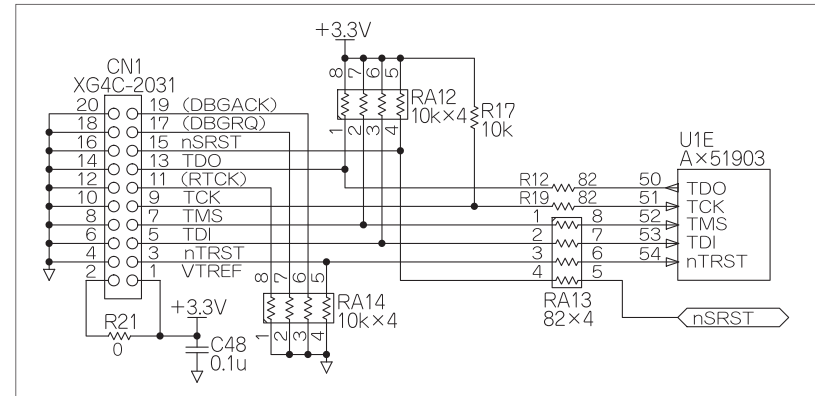 +3.3V
CN1
XG4C-2031
20 19 (DBGACK)
18 17 (DBGRQ)
16 15 nSRST
14 13 TDO
12 11 (RTCK)
10 9 TCK
8 7 TMS
6 5 TDI
4 3 nTRST
2 1 VTREF
8 7 6 5
RA12
10k×4
1 2 3 4
R17
10k
U1E
A×51903
R12 82 50 TDO
R19 82 51 TCK
1 8 52 TMS
2 7 53 TDI
3 6 54 nTRST
4 5
RA13
82×4
nSRST
8 7 6 5
RA14
10k×4
1 2 3 4
+3.3V
R21
0
C48
0.1u